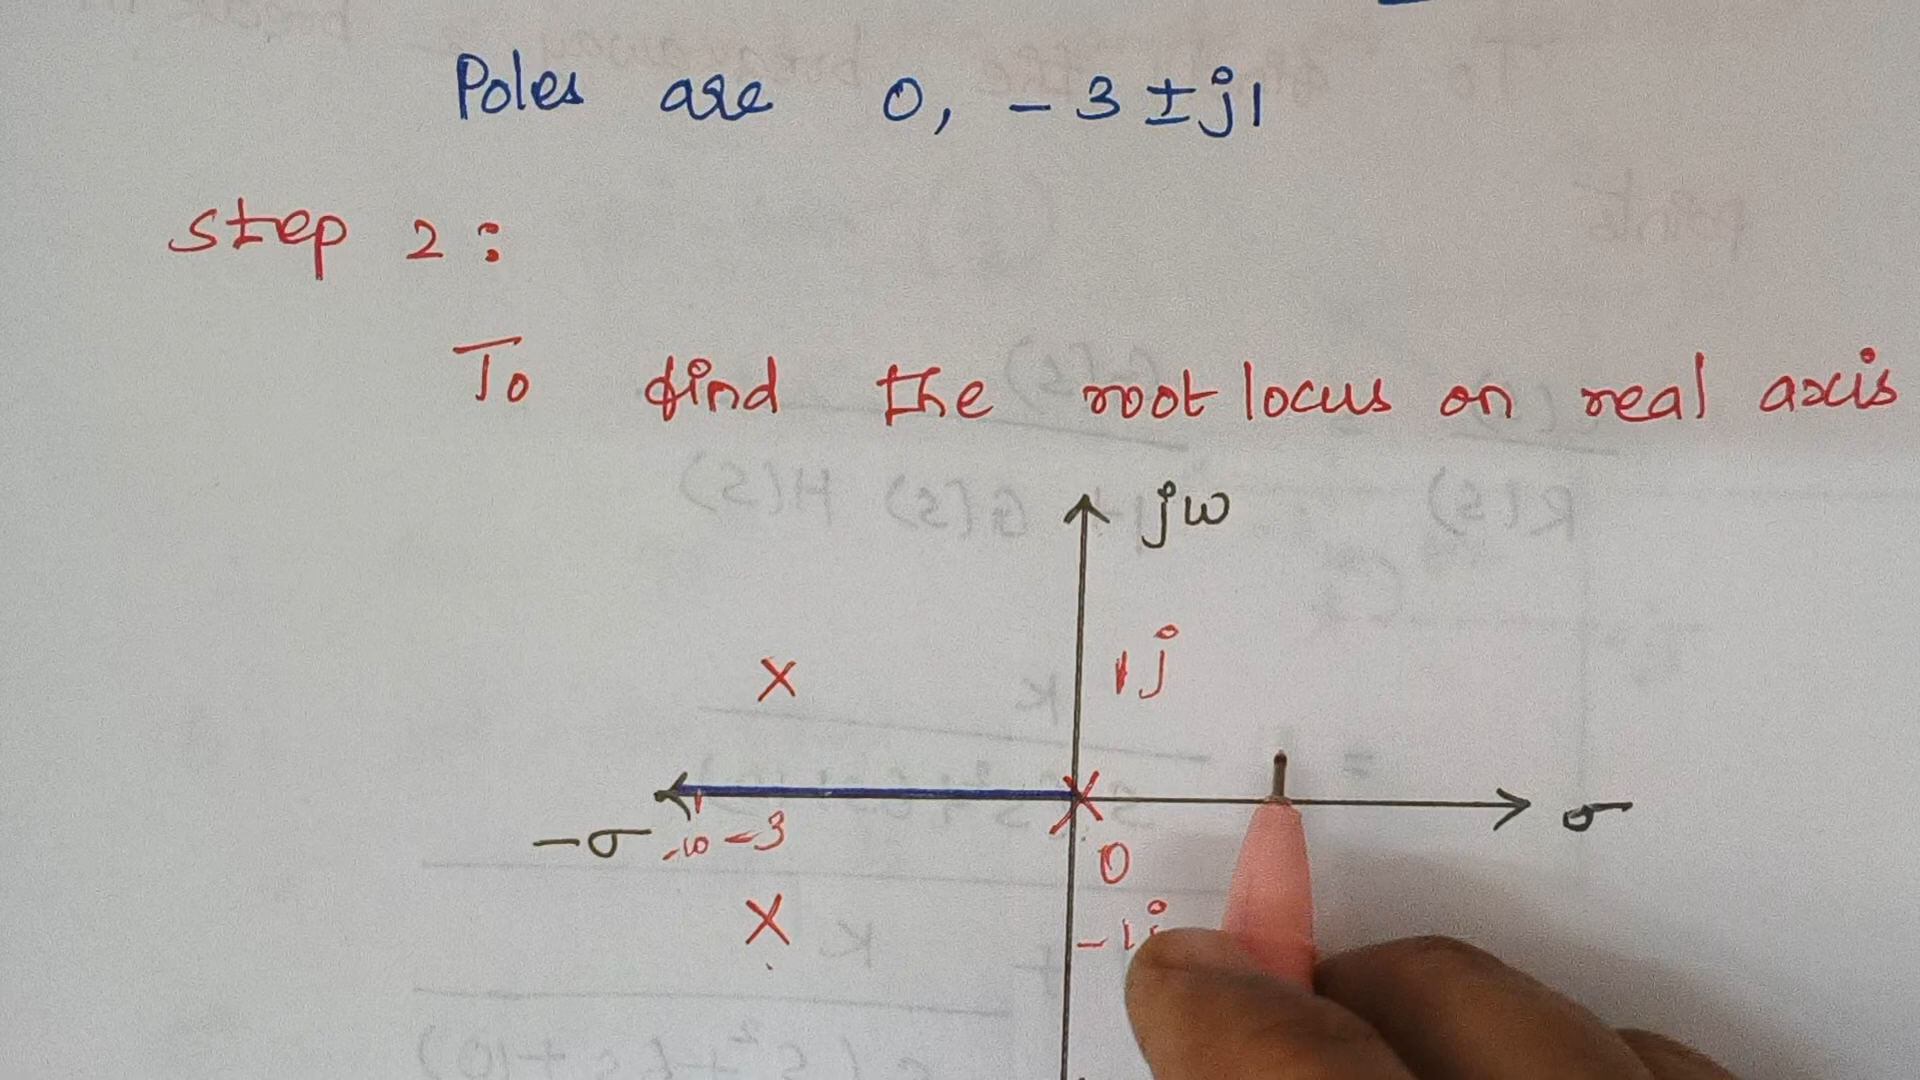 Poles are 0, -3 ± j1
Step 2:
To find the root locus on real axis
jω
1j
-σ -10 -3 0 σ
-1j